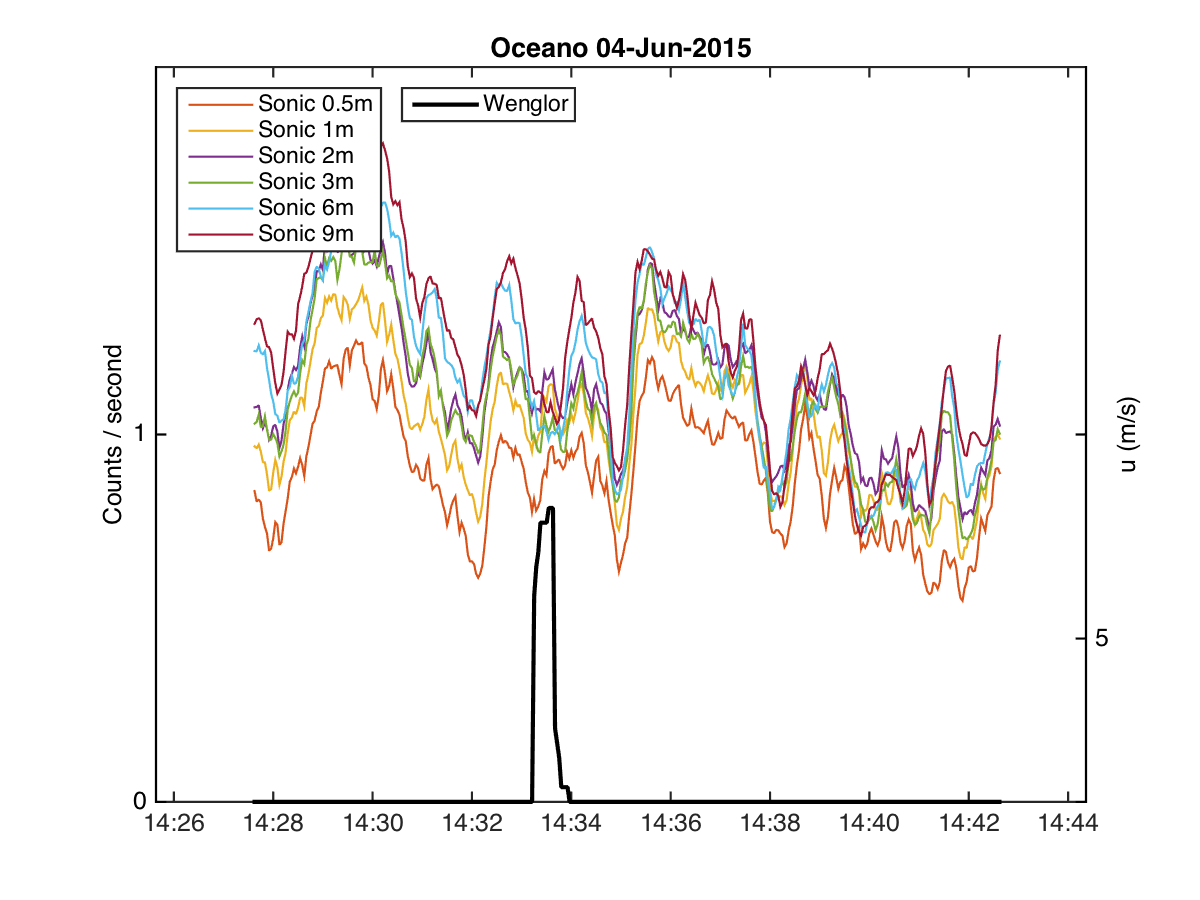 Oceano 04-Jun-2015
Sonic 0.5m
Sonic 1m
Sonic 2m
Sonic 3m
Sonic 6m
Sonic 9m
Wenglor
Counts / second
1
0
u (m/s)
5
14:26 14:28 14:30 14:32 14:34 14:36 14:38 14:40 14:42 14:44